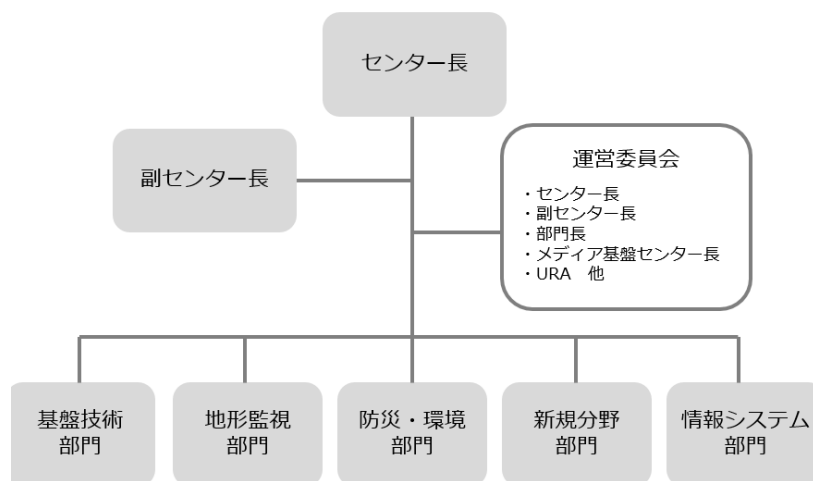 センター長
副センター長
運営委員会
・センター長
・副センター長
・部門長
・メディア基盤センター長
・URA　他
基盤技術
部門
地形監視
部門
防災・環境
部門
新規分野
部門
情報システム
部門